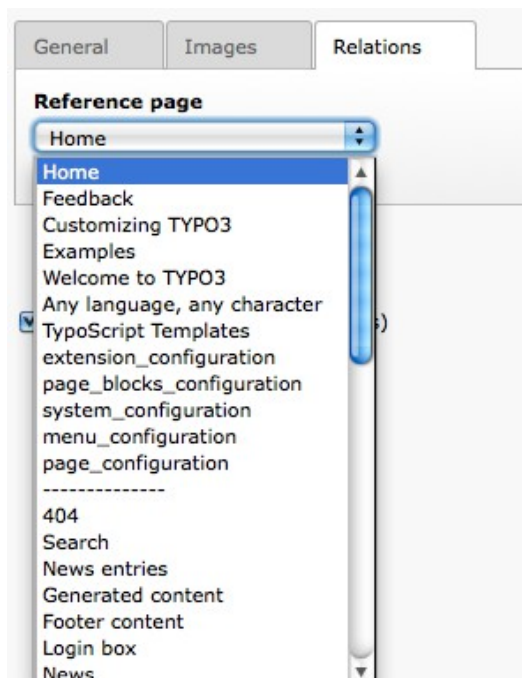 General Images Relations
Reference page
Home
Home
Feedback
Customizing TYPO3
Examples
Welcome to TYPO3
Any language, any character
TypoScript Templates
extension_configuration
page_blocks_configuration
system_configuration
menu_configuration
page_configuration
--------------
404
Search
News entries
Generated content
Footer content
Login box
News